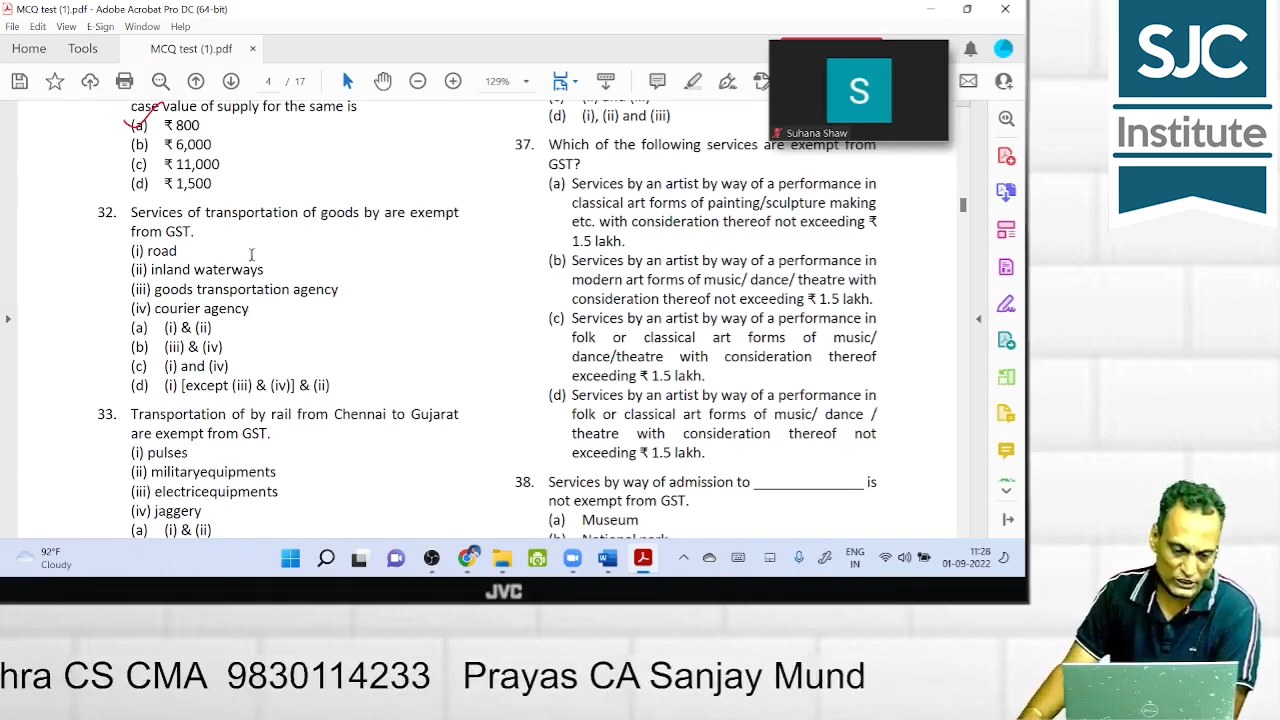 MCQ test (1).pdf - Adobe Acrobat Pro DC (64-bit)
File Edit View E-Sign Window Help
Home Tools MCQ test (1).pdf ×
4 / 17 129%
case value of supply for the same is
(a) ₹ 800
(b) ₹ 6,000
(c) ₹ 11,000
(d) ₹ 1,500
32. Services of transportation of goods by are exempt
from GST.
(i) road
(ii) inland waterways
(iii) goods transportation agency
(iv) courier agency
(a) (i) & (ii)
(b) (iii) & (iv)
(c) (i) and (iv)
(d) (i) [except (iii) & (iv)] & (ii)
33. Transportation of by rail from Chennai to Gujarat
are exempt from GST.
(i) pulses
(ii) militaryequipments
(iii) electricequipments
(iv) jaggery
(a) (i) & (ii)
(d) (i), (ii) and (iii)
37. Which of the following services are exempt from
GST?
(a) Services by an artist by way of a performance in
classical art forms of painting/sculpture making
etc. with consideration thereof not exceeding ₹
1.5 lakh.
(b) Services by an artist by way of a performance in
modern art forms of music/ dance/ theatre with
consideration thereof not exceeding ₹ 1.5 lakh.
(c) Services by an artist by way of a performance in
folk or classical art forms of music/
dance/theatre with consideration thereof
exceeding ₹ 1.5 lakh.
(d) Services by an artist by way of a performance in
folk or classical art forms of music/ dance /
theatre with consideration thereof not
exceeding ₹ 1.5 lakh.
38. Services by way of admission to ______________ is
not exempt from GST.
(a) Museum
S
Suhana Shaw
SJC
Institute
92°F
Cloudy
ENG
IN
11:28
01-09-2022
JVC
hra CS CMA 9830114233 Prayas CA Sanjay Mund